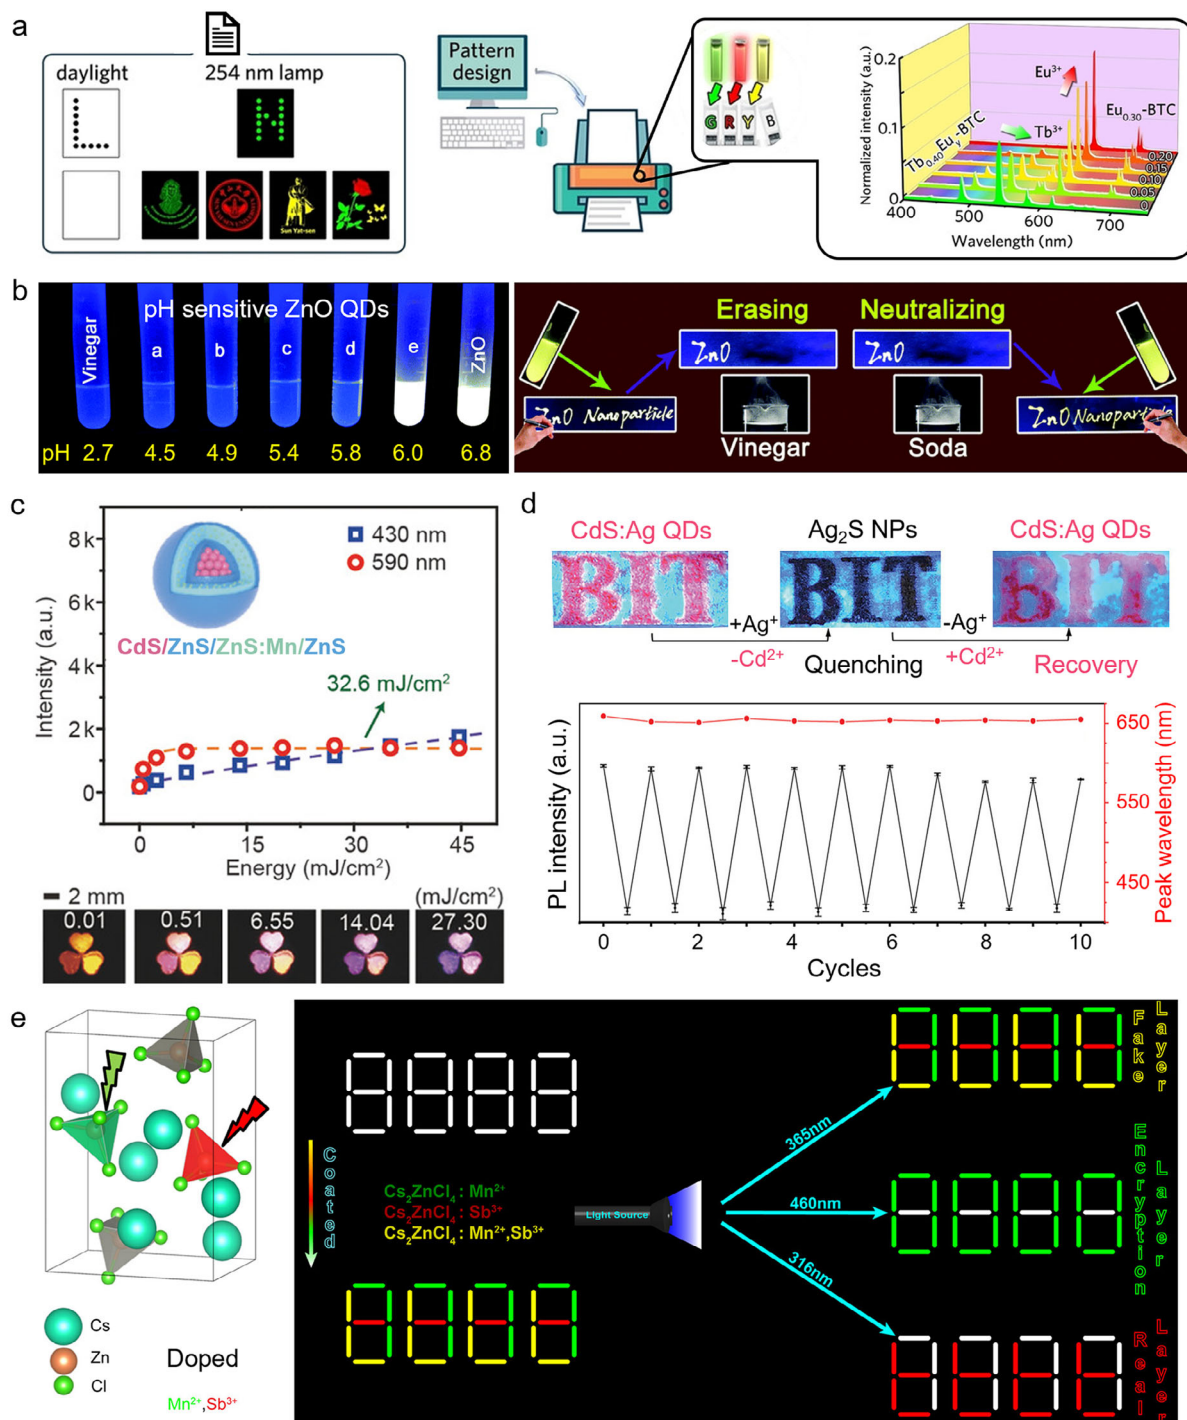 a
daylight
254 nm lamp
Sun Yat-sen
Pattern
design
G R Y B
Normalized intensity (a.u.)
0.2
0.1
0
Eu³⁺
Tb³⁺
Eu0.30-BTC
Tb0.40Euy-BTC
0.20
0.15
0.10
0.05
0
400 500 600 700
Wavelength (nm)
b
pH sensitive ZnO QDs
Vinegar a b c d e ZnO
pH 2.7 4.5 4.9 5.4 5.8 6.0 6.8
Erasing Neutralizing
ZnO ZnO
ZnO Nanoparticle ZnO Nanoparticle
Vinegar Soda
c
8k
6k
4k
2k
0
Intensity (a.u.)
430 nm
590 nm
CdS/ZnS/ZnS:Mn/ZnS
32.6 mJ/cm²
0 15 30 45
Energy (mJ/cm²)
2 mm (mJ/cm²)
0.01 0.51 6.55 14.04 27.30
d
CdS:Ag QDs Ag₂S NPs CdS:Ag QDs
BIT BIT BIT
+Ag⁺ -Ag⁺
-Cd²⁺ Quenching +Cd²⁺ Recovery
PL intensity (a.u.)
650
550
450
Peak wavelength (nm)
0 2 4 6 8 10
Cycles
e
Cs
Zn
Cl
Doped
Mn²⁺,Sb³⁺
Coated
Cs₂ZnCl₄: Mn²⁺
Cs₂ZnCl₄: Sb³⁺
Cs₂ZnCl₄: Mn²⁺,Sb³⁺
Light Source
365nm
460nm
316nm
Fake Layer
Encryption Layer
Real Layer